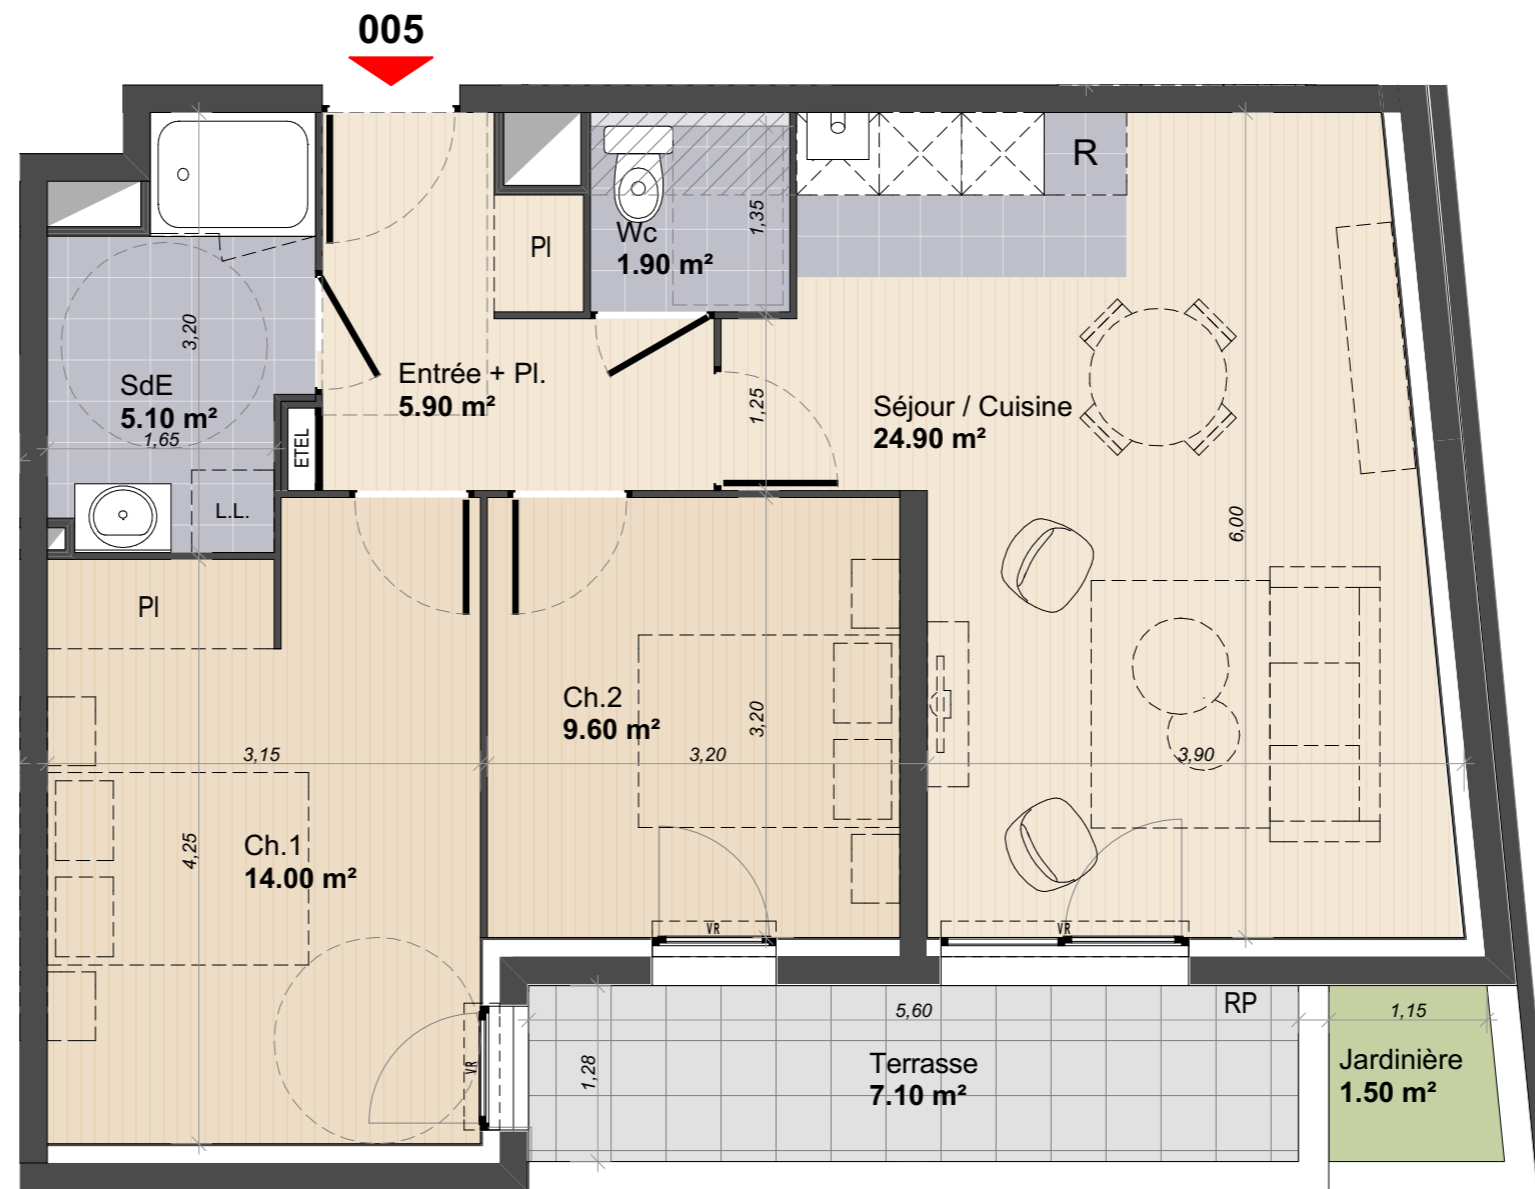 005
R
Pl
Wc
1.90 m²
1,35
3,20
SdE
5.10 m²
1,65
Entrée + Pl.
5.90 m²
1,25
Séjour / Cuisine
24.90 m²
ETEL
L.L.
6,00
Pl
Ch.2
9.60 m²
3,20
3,15
3,20
3,90
Ch.1
14.00 m²
4,25
VR
VR
VR
RP
5,60
1,15
1,28
Terrasse
7.10 m²
Jardinière
1.50 m²